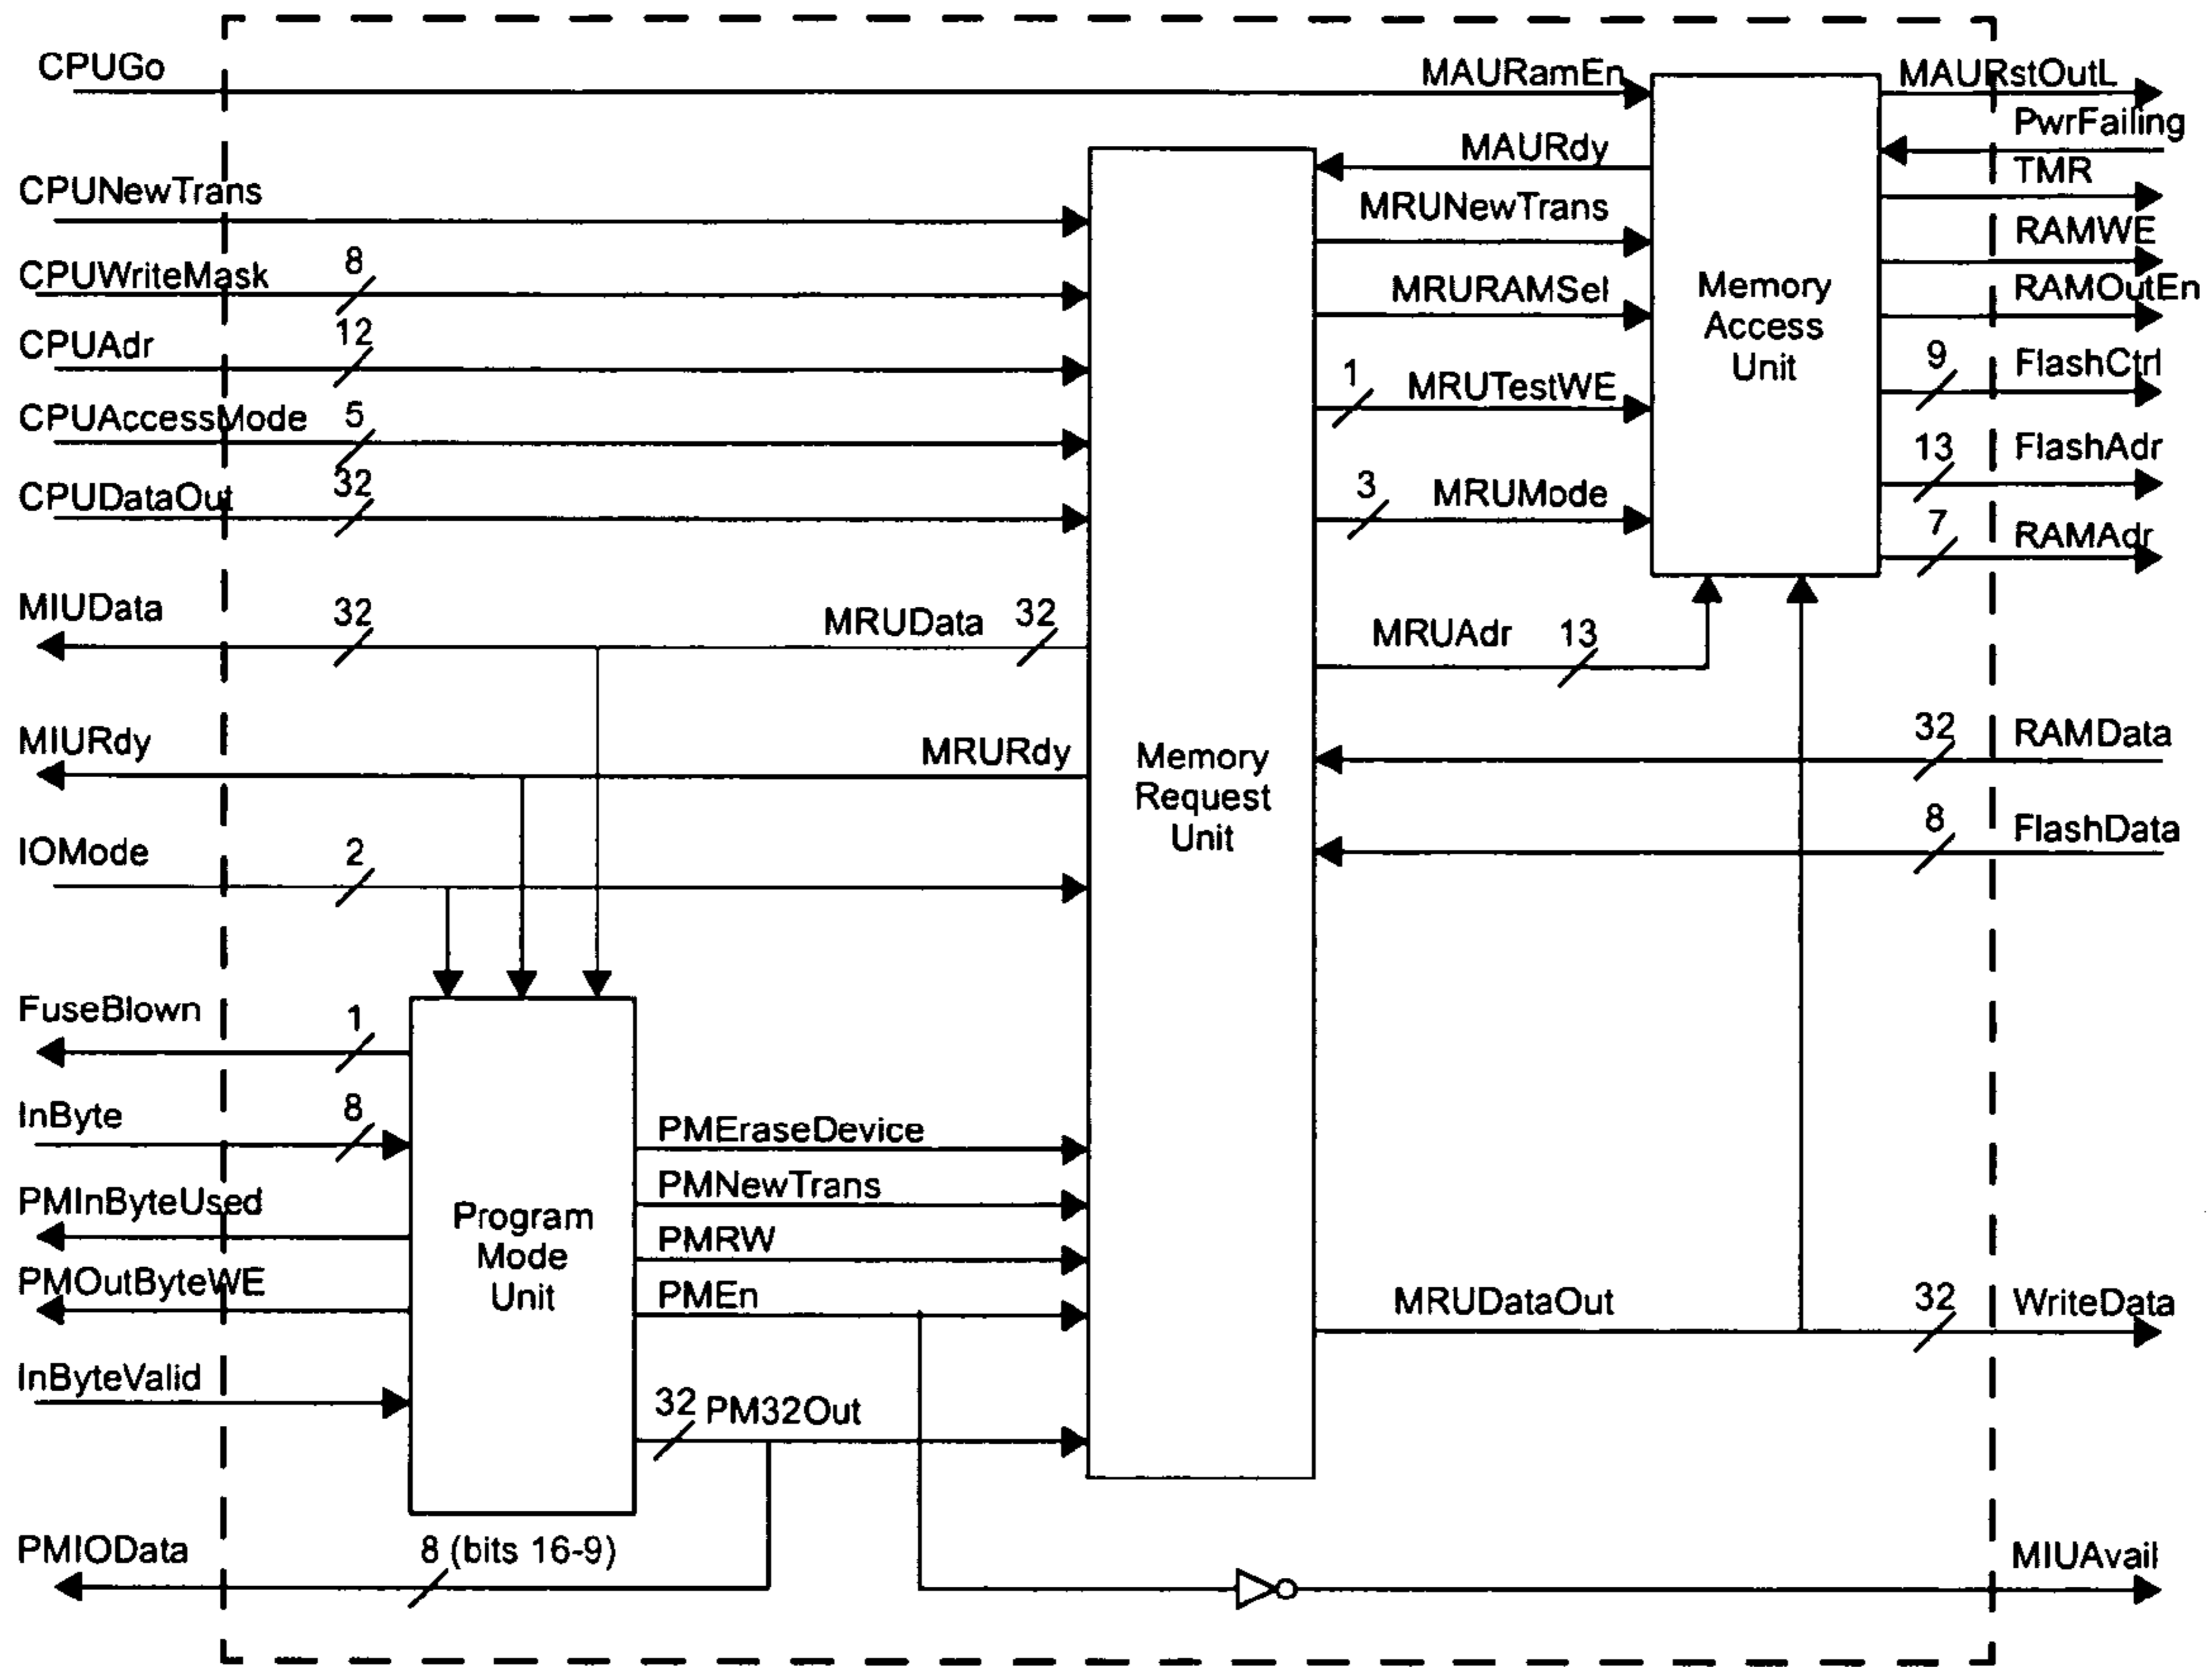 CPUGo
MAURamEn
MAURstOutL
PwrFailing
MAURdy
TMR
CPUNewTrans
MRUNewTrans
RAMWE
CPUWriteMask
8
MRURAMSel
Memory
Access
Unit
RAMOutEn
CPUAdr
12
1
MRUTestWE
9
FlashCtrl
CPUAccessMode
5
13
FlashAdr
CPUDataOut
32
3
MRUMode
7
RAMAdr
MIUData
32
MRUData
32
MRUAdr
13
MIURdy
MRURdy
Memory
Request
Unit
32
RAMData
IOMode
2
8
FlashData
FuseBlown
1
InByte
8
PMEraseDevice
PMInByteUsed
PMNewTrans
Program
Mode
Unit
PMRW
PMOutByteWE
PMEn
MRUDataOut
32
WriteData
InByteValid
32
PM32Out
PMIOData
8 (bits 16-9)
MIUAvail